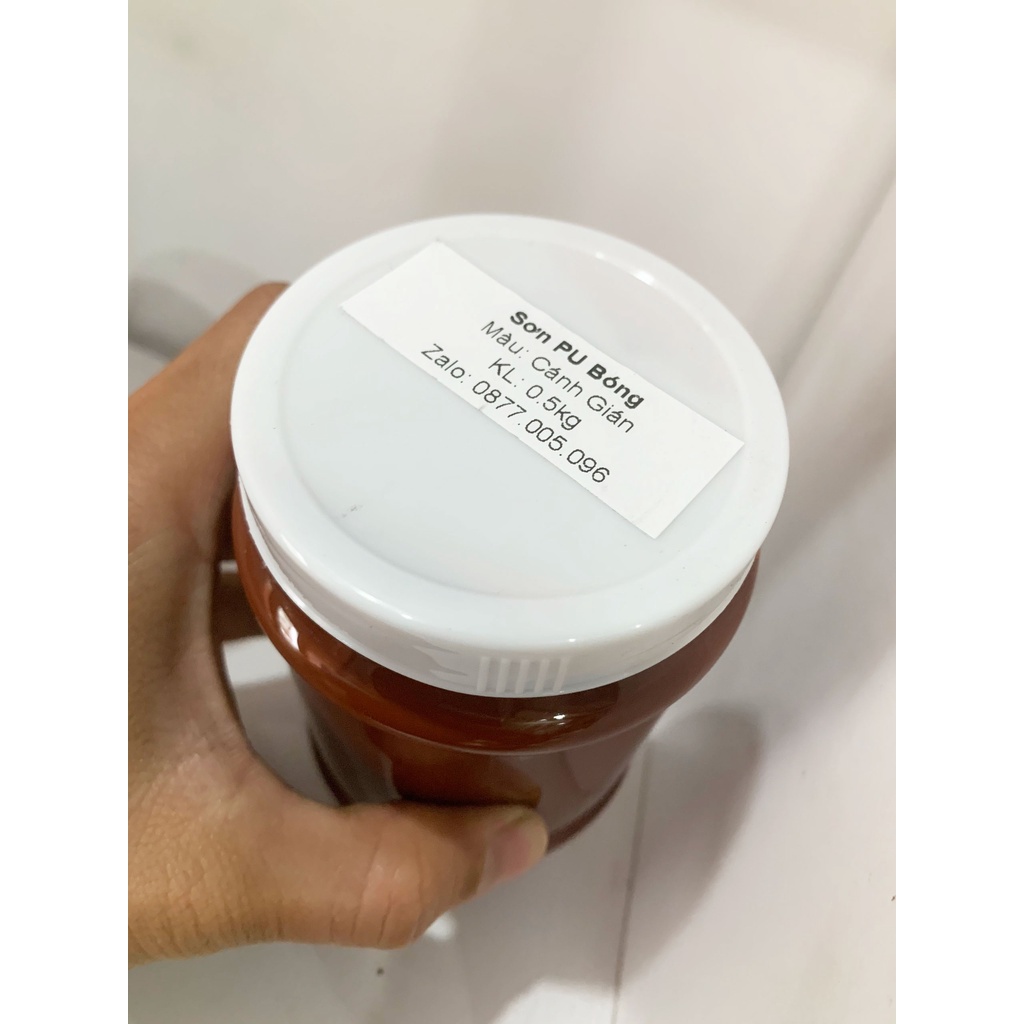 Sơn PU Bóng
Màu: Cánh Gián
KL: 0.5kg
Zalo: 0877.005.096